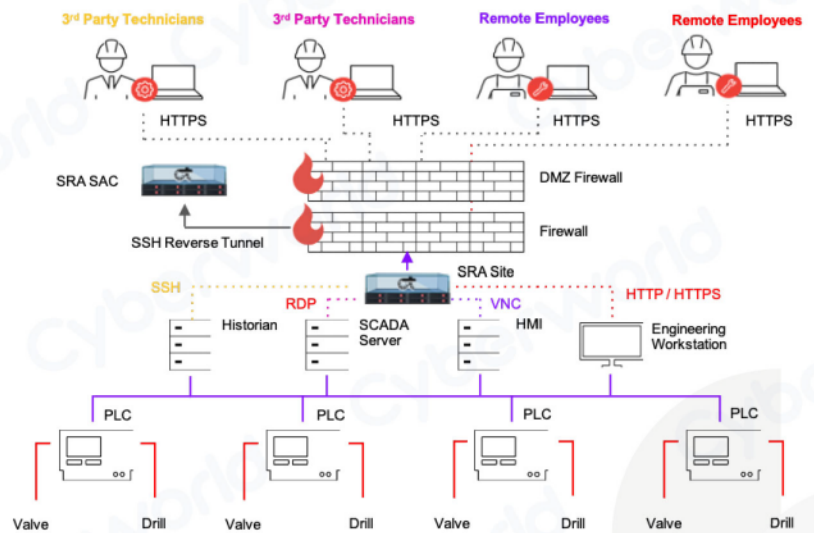 3rd Party Technicians
3rd Party Technicians
Remote Employees
Remote Employees
HTTPS
HTTPS
HTTPS
HTTPS
SRA SAC
DMZ Firewall
Firewall
SSH Reverse Tunnel
SRA Site
SSH
RDP
VNC
HTTP / HTTPS
Historian
SCADA
Server
HMI
Engineering
Workstation
PLC
PLC
PLC
PLC
Valve
Drill
Valve
Drill
Valve
Drill
Valve
Drill
Cyberworld